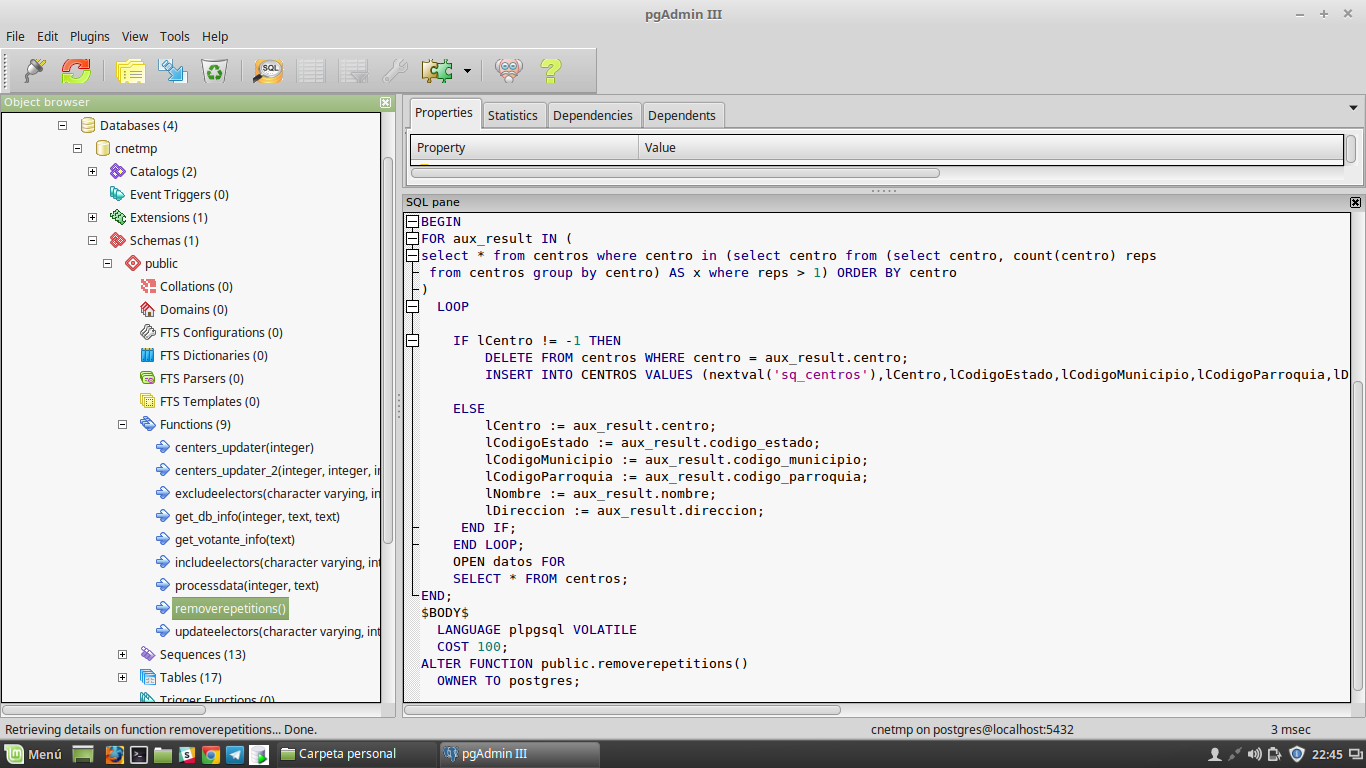 pgAdmin III
File Edit Plugins View Tools Help
SQL
Object browser
Databases (4)
cnetmp
Catalogs (2)
Event Triggers (0)
Extensions (1)
Schemas (1)
public
Collations (0)
Domains (0)
FTS Configurations (0)
FTS Dictionaries (0)
FTS Parsers (0)
FTS Templates (0)
Functions (9)
centers_updater(integer)
centers_updater_2(integer, integer, in
excludeelectors(character varying, in
get_db_info(integer, text, text)
get_votante_info(text)
includeelectors(character varying, int
processdata(integer, text)
removerepetitions()
updateelectors(character varying, int
Sequences (13)
Tables (17)
Trigger Functions (0)
Properties Statistics Dependencies Dependents
Property Value
SQL pane
BEGIN
FOR aux_result IN (
select * from centros where centro in (select centro from (select centro, count(centro) reps
from centros group by centro) AS x where reps > 1) ORDER BY centro
)
LOOP
IF lCentro != -1 THEN
DELETE FROM centros WHERE centro = aux_result.centro;
INSERT INTO CENTROS VALUES (nextval('sq_centros'),lCentro,lCodigoEstado,lCodigoMunicipio,lCodigoParroquia,lD
ELSE
lCentro := aux_result.centro;
lCodigoEstado := aux_result.codigo_estado;
lCodigoMunicipio := aux_result.codigo_municipio;
lCodigoParroquia := aux_result.codigo_parroquia;
lNombre := aux_result.nombre;
lDireccion := aux_result.direccion;
END IF;
END LOOP;
OPEN datos FOR
SELECT * FROM centros;
END;
$BODY$
LANGUAGE plpgsql VOLATILE
COST 100;
ALTER FUNCTION public.removerepetitions()
OWNER TO postgres;
Retrieving details on function removerepetitions... Done. cnetmp on postgres@localhost:5432 3 msec
Menú Carpeta personal pgAdmin III 22:45